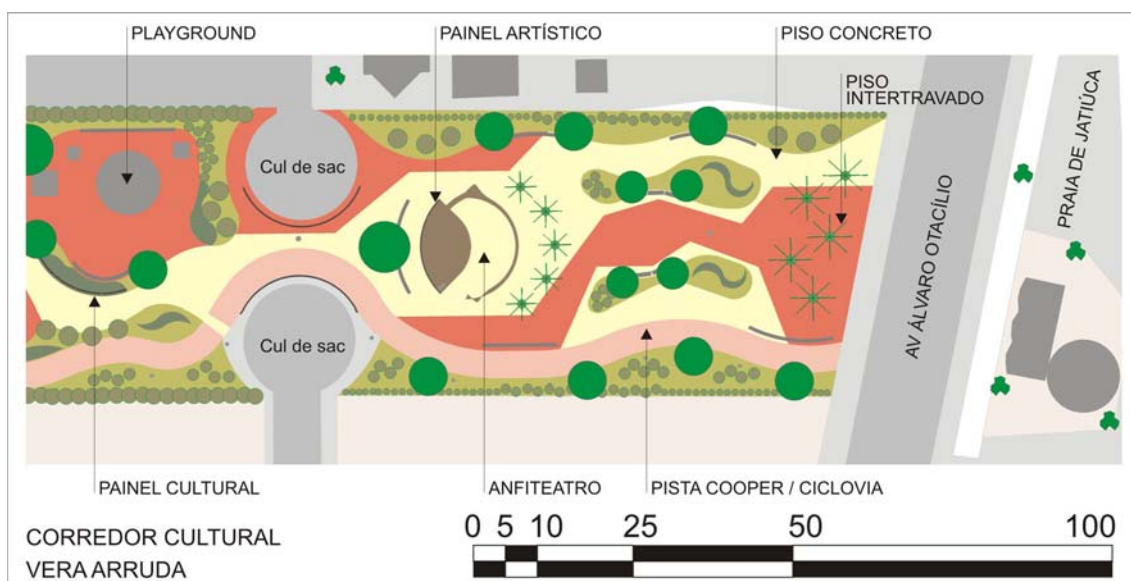 PLAYGROUND
PAINEL ARTÍSTICO
PISO CONCRETO
PISO
INTERTRAVADO
Cul de sac
Cul de sac
AV ÁLVARO OTACÍLIO
PRAIA DE JATIÚCA
PAINEL CULTURAL
ANFITEATRO
PISTA COOPER / CICLOVIA
CORREDOR CULTURAL
VERA ARRUDA
0 5 10 25 50 100